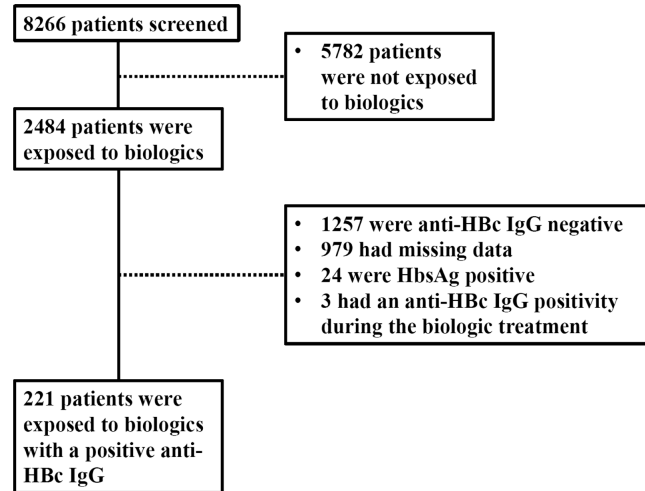 8266 patients screened
• 5782 patients
were not exposed
to biologics
2484 patients were
exposed to biologics
• 1257 were anti-HBc IgG negative
• 979 had missing data
• 24 were HbsAg positive
• 3 had an anti-HBc IgG positivity
during the biologic treatment
221 patients were
exposed to biologics
with a positive anti-
HBc IgG